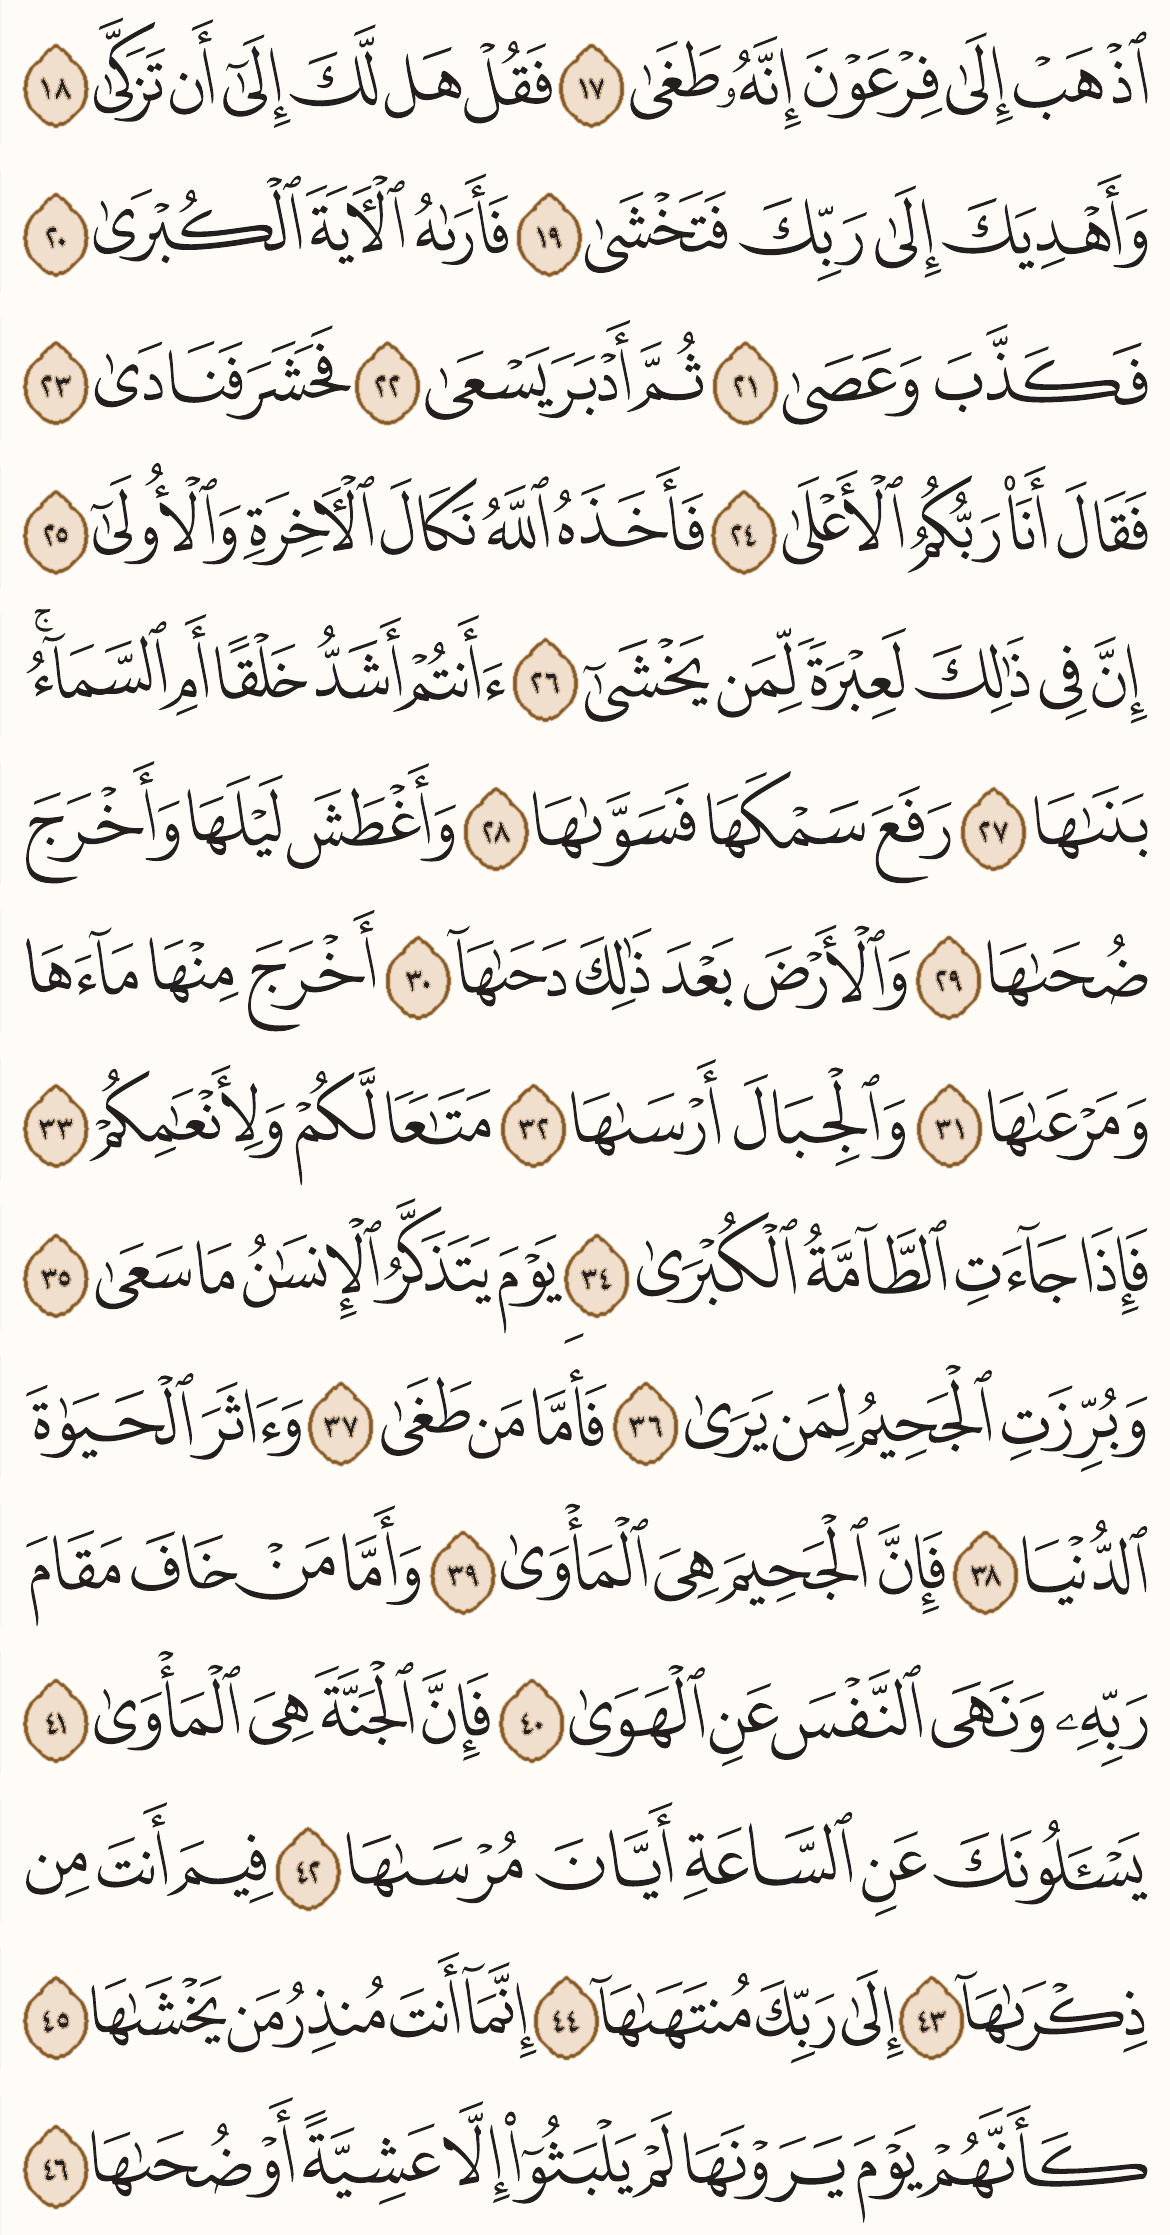 ٱذْهَبْ إِلَىٰ فِرْعَوْنَ إِنَّهُۥ طَغَىٰ ١٧ فَقُلْ هَل لَّكَ إِلَىٰٓ أَن تَزَكَّىٰ ١٨
وَأَهْدِيَكَ إِلَىٰ رَبِّكَ فَتَخْشَىٰ ١٩ فَأَرَىٰهُ ٱلْـَٔايَةَ ٱلْكُبْرَىٰ ٢٠
فَكَذَّبَ وَعَصَىٰ ٢١ ثُمَّ أَدْبَرَ يَسْعَىٰ ٢٢ فَحَشَرَ فَنَادَىٰ ٢٣
فَقَالَ أَنَا۠ رَبُّكُمُ ٱلْأَعْلَىٰ ٢٤ فَأَخَذَهُ ٱللَّهُ نَكَالَ ٱلْـَٔاخِرَةِ وَٱلْأُولَىٰٓ ٢٥
إِنَّ فِى ذَٰلِكَ لَعِبْرَةً لِّمَن يَخْشَىٰٓ ٢٦ ءَأَنتُمْ أَشَدُّ خَلْقًا أَمِ ٱلسَّمَآءُ ۚ
بَنَىٰهَا ٢٧ رَفَعَ سَمْكَهَا فَسَوَّىٰهَا ٢٨ وَأَغْطَشَ لَيْلَهَا وَأَخْرَجَ
ضُحَىٰهَا ٢٩ وَٱلْأَرْضَ بَعْدَ ذَٰلِكَ دَحَىٰهَآ ٣٠ أَخْرَجَ مِنْهَا مَآءَهَا
وَمَرْعَىٰهَا ٣١ وَٱلْجِبَالَ أَرْسَىٰهَا ٣٢ مَتَـٰعًا لَّكُمْ وَلِأَنْعَـٰمِكُمْ ٣٣
فَإِذَا جَآءَتِ ٱلطَّآمَّةُ ٱلْكُبْرَىٰ ٣٤ يَوْمَ يَتَذَكَّرُ ٱلْإِنسَـٰنُ مَا سَعَىٰ ٣٥
وَبُرِّزَتِ ٱلْجَحِيمُ لِمَن يَرَىٰ ٣٦ فَأَمَّا مَن طَغَىٰ ٣٧ وَءَاثَرَ ٱلْحَيَوٰةَ
ٱلدُّنْيَا ٣٨ فَإِنَّ ٱلْجَحِيمَ هِىَ ٱلْمَأْوَىٰ ٣٩ وَأَمَّا مَنْ خَافَ مَقَامَ
رَبِّهِۦ وَنَهَى ٱلنَّفْسَ عَنِ ٱلْهَوَىٰ ٤٠ فَإِنَّ ٱلْجَنَّةَ هِىَ ٱلْمَأْوَىٰ ٤١
يَسْـَٔلُونَكَ عَنِ ٱلسَّاعَةِ أَيَّانَ مُرْسَىٰهَا ٤٢ فِيمَ أَنتَ مِن
ذِكْرَىٰهَآ ٤٣ إِلَىٰ رَبِّكَ مُنتَهَىٰهَآ ٤٤ إِنَّمَآ أَنتَ مُنذِرُ مَن يَخْشَىٰهَا ٤٥
كَأَنَّهُمْ يَوْمَ يَرَوْنَهَا لَمْ يَلْبَثُوٓا۟ إِلَّا عَشِيَّةً أَوْ ضُحَىٰهَا ٤٦